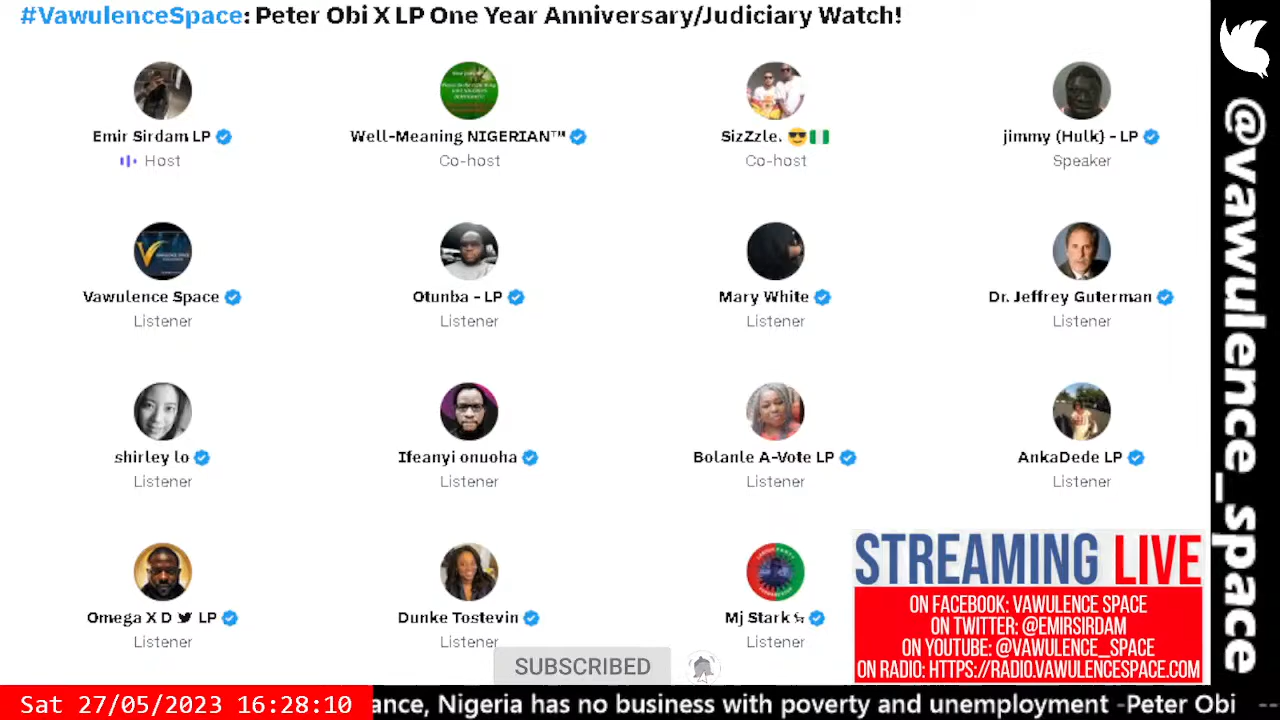 #VawulenceSpace: Peter Obi X LP One Year Anniversary/Judiciary Watch!
Emir Sirdam LP
Host
Well-Meaning NIGERIAN™
Co-host
SizZzle. 😎🇳🇬
Co-host
jimmy (Hulk) - LP
Speaker
Vawulence Space
Listener
Otunba - LP
Listener
Mary White
Listener
Dr. Jeffrey Guterman
Listener
shirley lo
Listener
Ifeanyi onuoha
Listener
Bolanle A-Vote LP
Listener
AnkaDede LP
Listener
Omega X D LP
Listener
Dunke Tostevin
Listener
Mj Stark
Listener
STREAMING LIVE
ON FACEBOOK: VAWULENCE SPACE
ON TWITTER: @EMIRSIRDAM
ON YOUTUBE: @VAWULENCE_SPACE
ON RADIO: HTTPS://RADIO.VAWULENCESPACE.COM
SUBSCRIBED
@vawulence_space
Sat 27/05/2023 16:28:10
ance, Nigeria has no business with poverty and unemployment -Peter Obi --